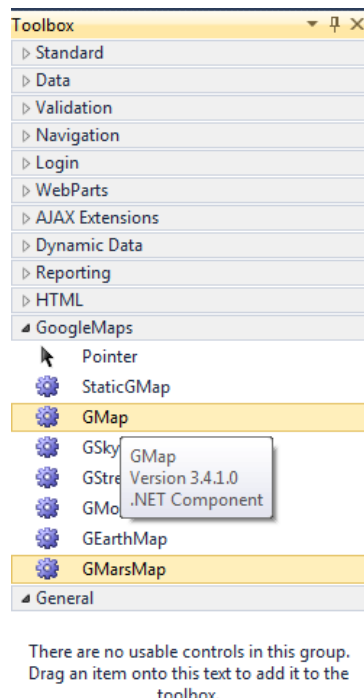 Toolbox
Standard
Data
Validation
Navigation
Login
WebParts
AJAX Extensions
Dynamic Data
Reporting
HTML
GoogleMaps
Pointer
StaticGMap
GMap
GSky
GMap
GStre
Version 3.4.1.0
GMo
.NET Component
GEarthMap
GMarsMap
General
There are no usable controls in this group.
Drag an item onto this text to add it to the
toolbox